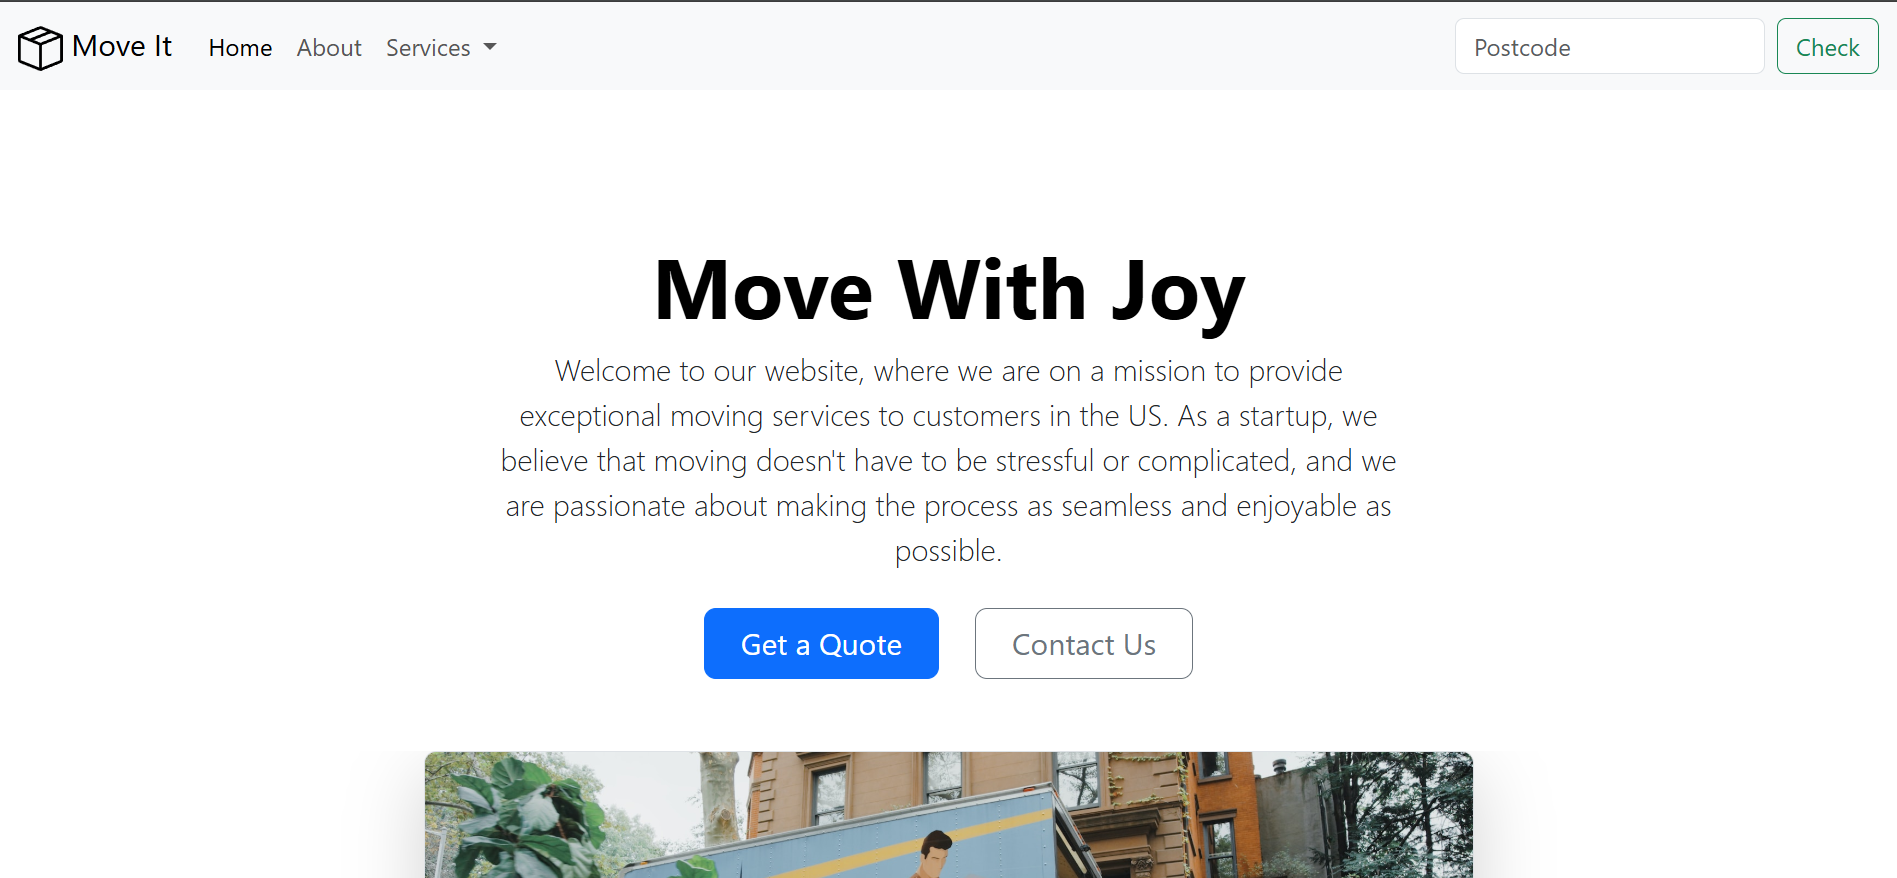 Move It
Home
About
Services
Postcode
Check
Move With Joy
Welcome to our website, where we are on a mission to provide
exceptional moving services to customers in the US. As a startup, we
believe that moving doesn't have to be stressful or complicated, and we
are passionate about making the process as seamless and enjoyable as
possible.
Get a Quote
Contact Us